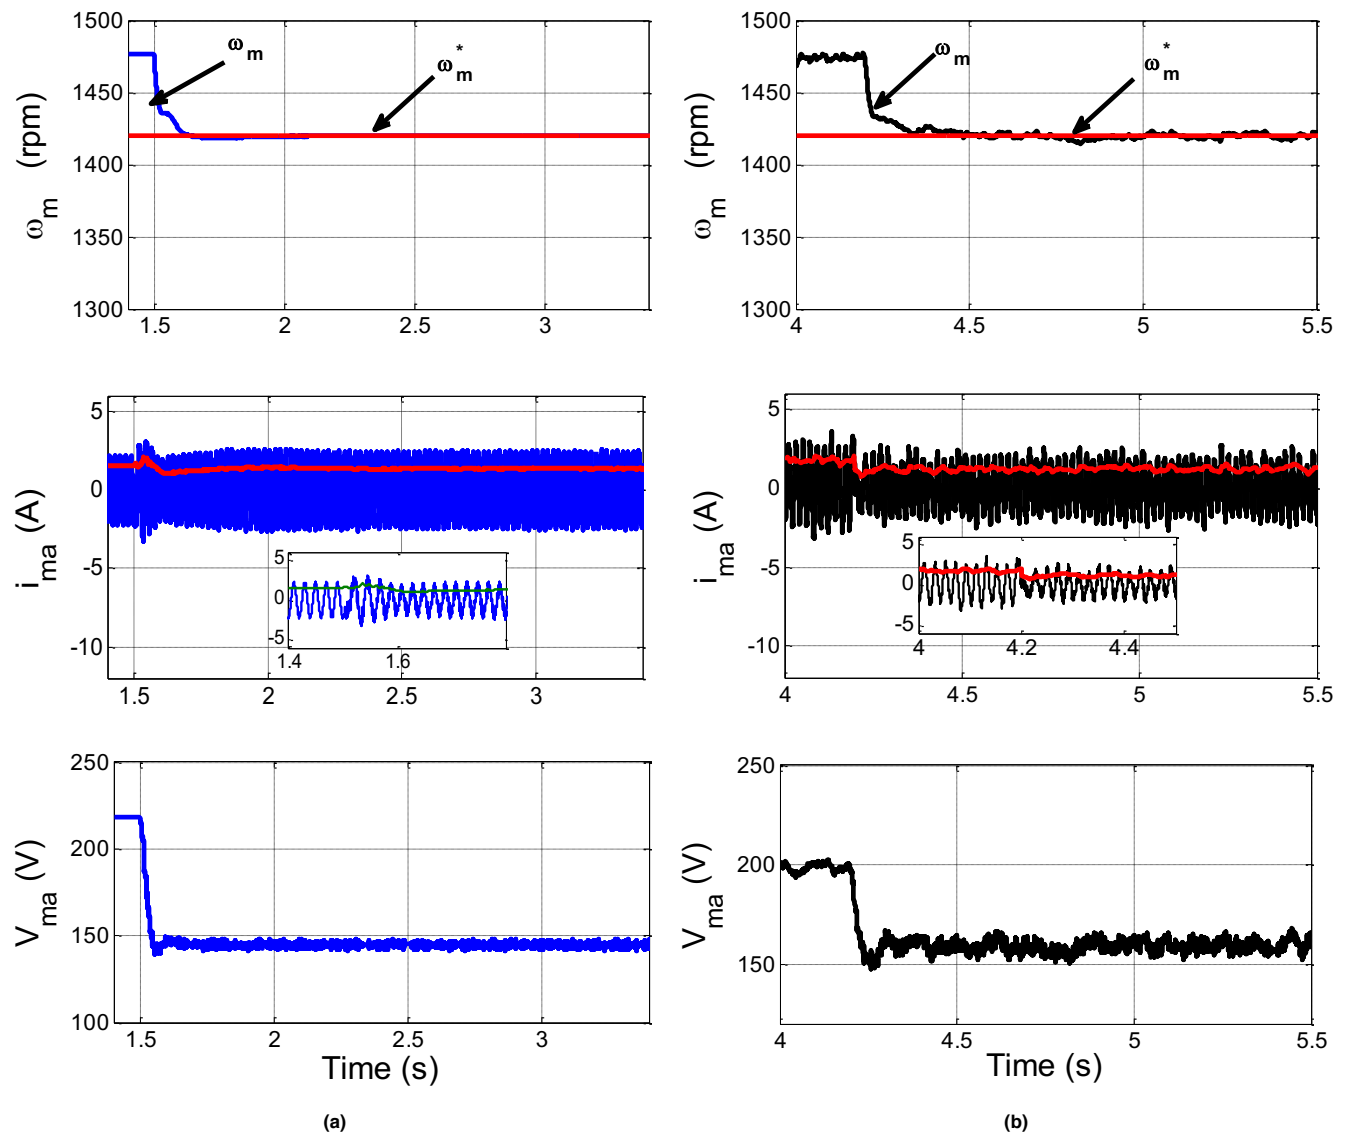 1500
1450
1400
1350
1300
1.5 2 2.5 3
ω_m (rpm)
ω_m
ω_m^*
1500
1450
1400
1350
1300
4 4.5 5 5.5
ω_m (rpm)
ω_m
ω_m^*
5
0
-5
-10
1.5 2 2.5 3
i_ma (A)
5
0
-5
1.4 1.6
5
0
-5
-10
4 4.5 5 5.5
i_ma (A)
5
0
-5
4 4.2 4.4
250
200
150
100
1.5 2 2.5 3
V_ma (V)
Time (s)
250
200
150
4 4.5 5 5.5
V_ma (V)
Time (s)
(a)
(b)